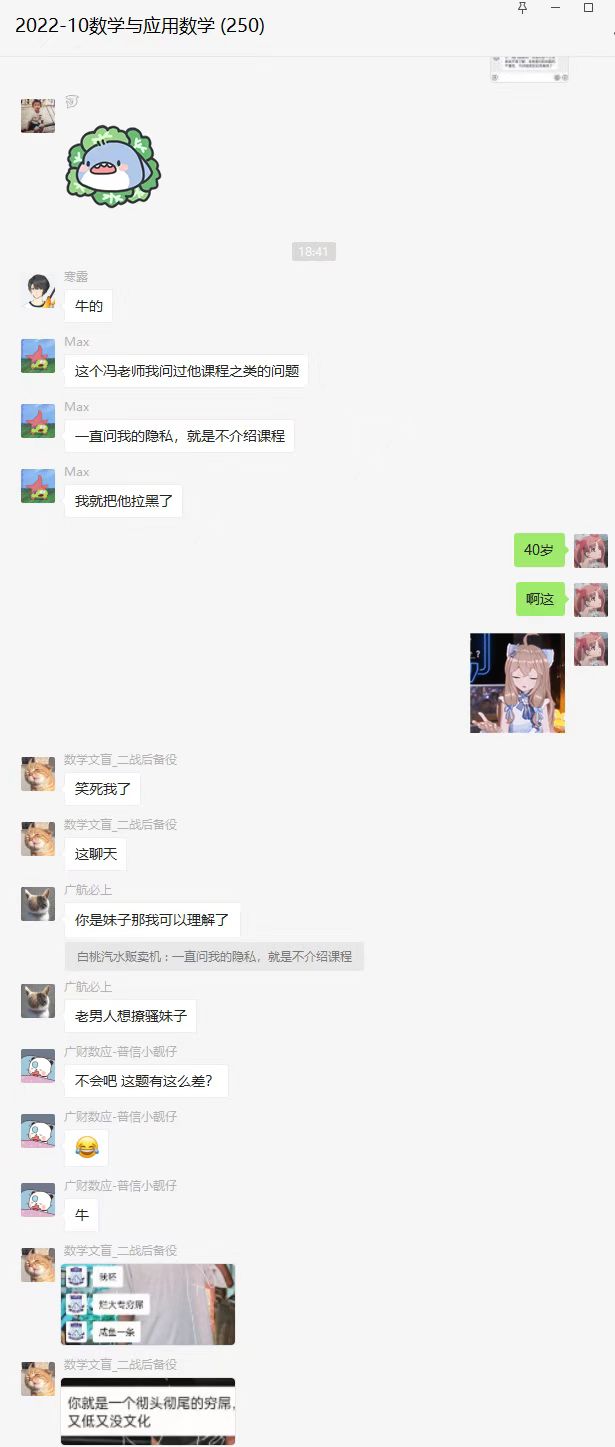 2022-10数学与应用数学 (250)
18:41
寒露
牛的
Max
这个冯老师我问过他课程之类的问题
Max
一直问我的隐私，就是不介绍课程
Max
我就把他拉黑了
40岁
啊这
数学文盲_二战后备役
笑死我了
数学文盲_二战后备役
这聊天
广航必上
你是妹子那我可以理解了
白桃汽水贩卖机：一直问我的隐私，就是不介绍课程
广航必上
老男人想撩骚妹子
广财数应-普信小靓仔
不会吧 这题有这么差?
广财数应-普信小靓仔
😂
广财数应-普信小靓仔
牛
数学文盲_二战后备役
我呸
烂大专穷屌
咸鱼一条
数学文盲_二战后备役
你就是一个彻头彻尾的穷屌，
又低又没文化